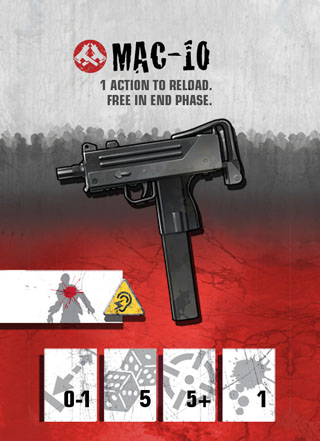 MAC-10
1 ACTION TO RELOAD.
FREE IN END PHASE.
0-1 5 5+ 1